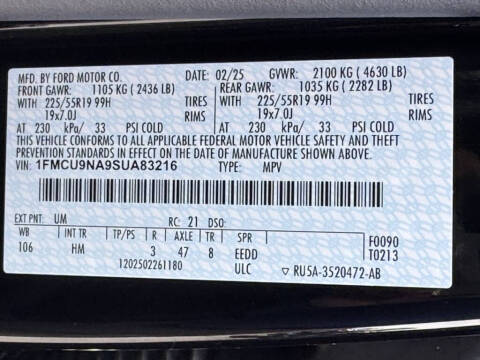 MFD. BY FORD MOTOR CO. 02/25 GVWR: 2100 KG ( 4630 LB)
FRONT GAWR: 1105 KG ( 2436 LB) REAR GAWR: 1035 KG ( 2282 LB)
WITH 225/55R19 99H TIRES WITH 225/55R19 99H TIRES
19x7.0J RIMS 19x7.0J RIMS
AT 230 kPa/ 33 PSI COLD AT 230 kPa/ 33 PSI COLD
THIS VEHICLE CONFORMS TO ALL APPLICABLE FEDERAL MOTOR VEHICLE SAFETY AND THEFT
PREVENTION STANDARDS IN EFFECT ON THE DATE OF MANUFACTURE SHOWN ABOVE.
VIN: 1FMCU9NA9SUA83216 TYPE: MPV
EXT PNT: UM RC: 21 DSO:
WB INT TR TP/PS R AXLE TR SPR F0090
106 HM 3 47 8 EEDD T0213
1202502261180 ULC ▽ RU5A-3520472-AB